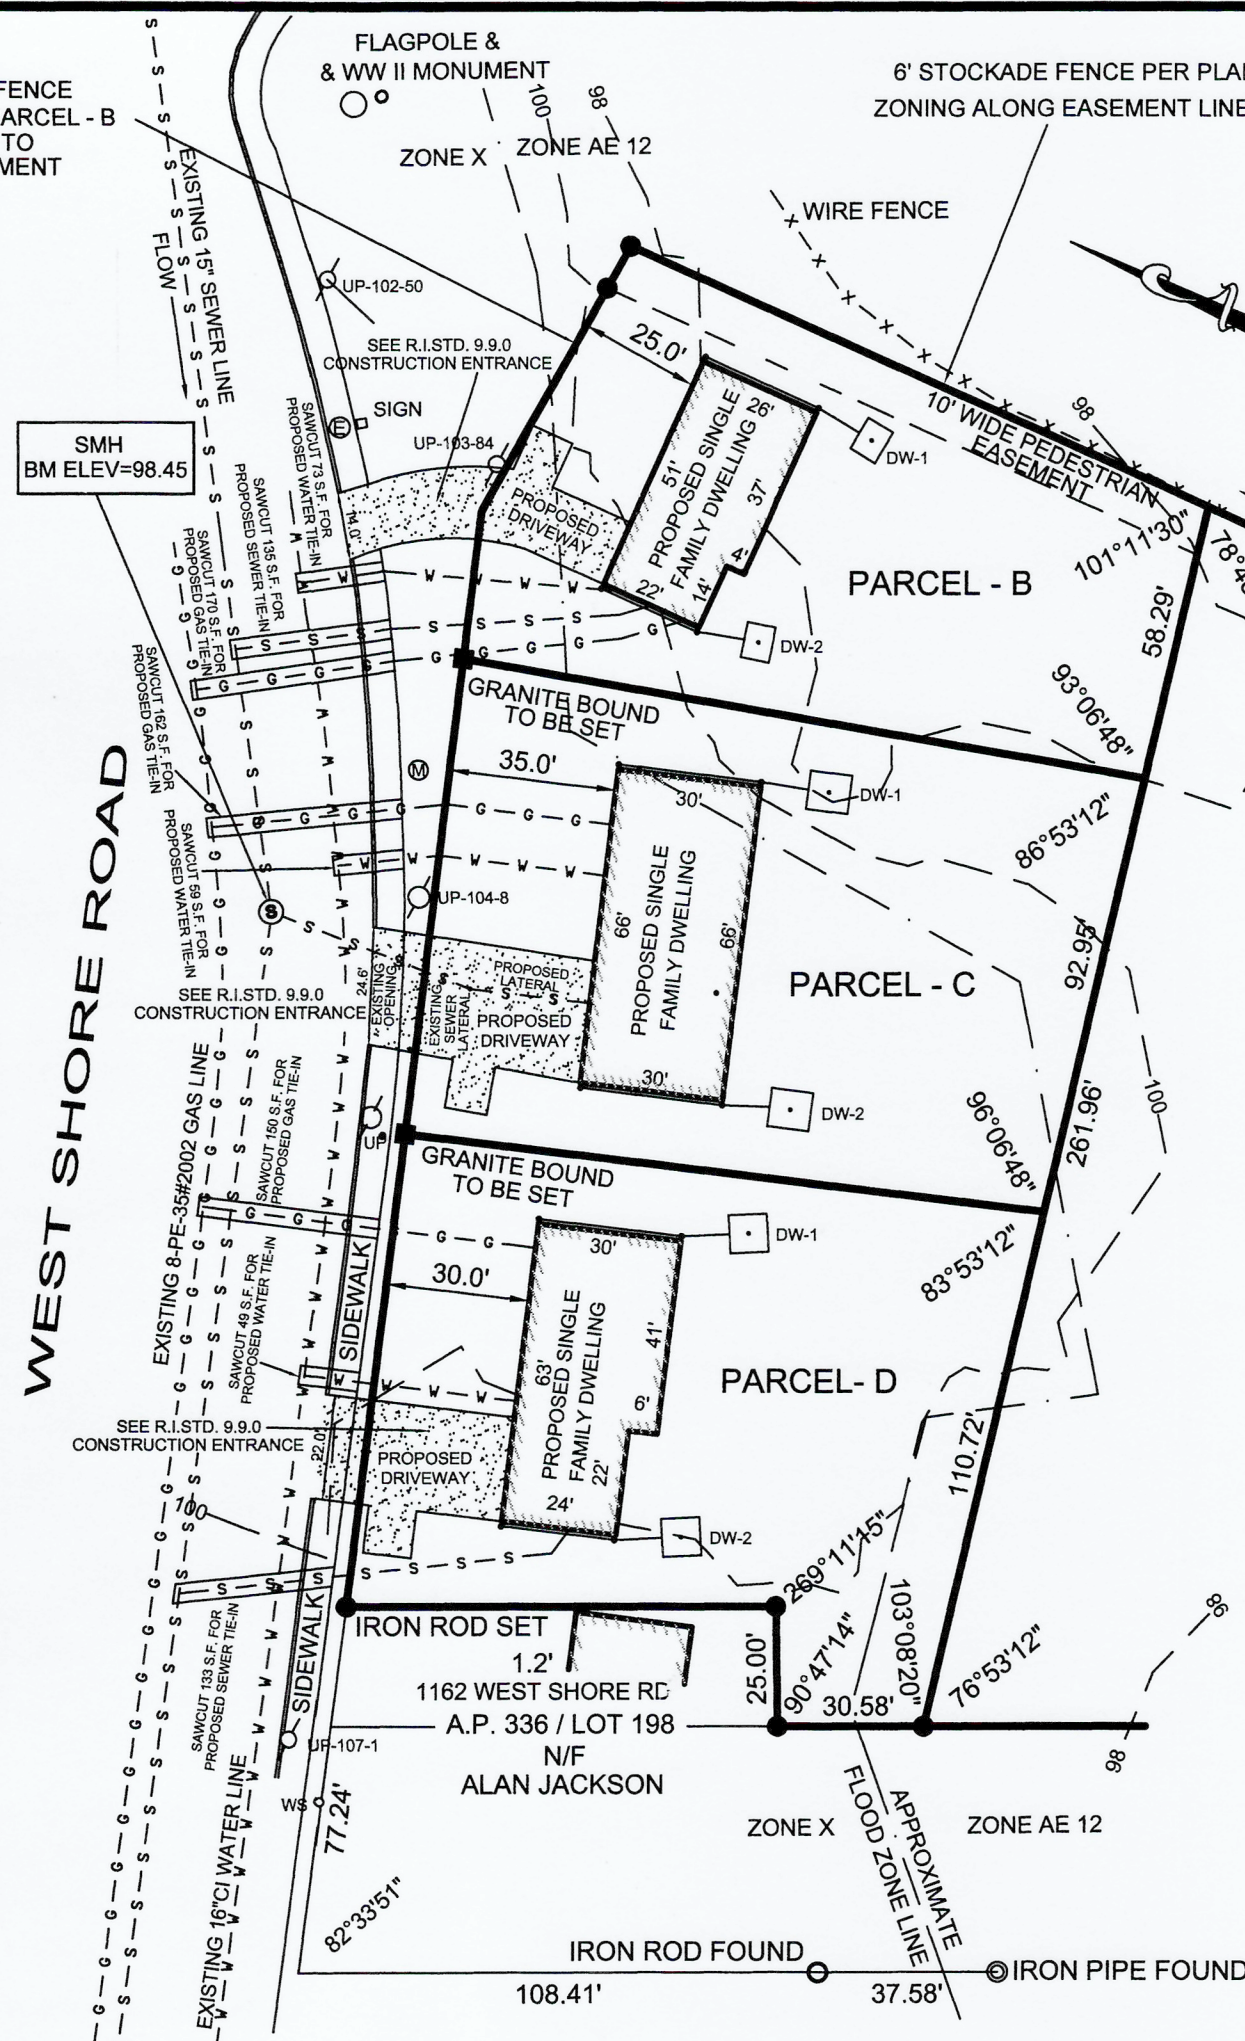 FENCE
ARCEL - B
TO
MENT
FLAGPOLE &
& WW II MONUMENT
6' STOCKADE FENCE PER PLA
ZONING ALONG EASEMENT LINE
100
98
ZONE X
ZONE AE 12
WIRE FENCE
EXISTING 15" SEWER LINE
FLOW
UP-102-50
SEE R.I.STD. 9.9.0
CONSTRUCTION ENTRANCE
25.0'
SIGN
E
UP-103-84
SMH
BM ELEV=98.45
SAWCUT 73 S.F. FOR
PROPOSED WATER TIE-IN
SAWCUT 135 S.F. FOR
PROPOSED SEWER TIE-IN
SAWCUT 170 S.F. FOR
PROPOSED GAS TIE-IN
14.0'
PROPOSED
DRIVEWAY
PROPOSED SINGLE
FAMILY DWELLING
26'
51'
37'
4'
14'
22'
DW-1
DW-2
10' WIDE PEDESTRIAN
EASEMENT
98
101°11'30"
58.29'
PARCEL - B
93°06'48"
GRANITE BOUND
TO BE SET
SAWCUT 162 S.F. FOR
PROPOSED GAS TIE-IN
SAWCUT 59 S.F. FOR
PROPOSED WATER TIE-IN
M
35.0'
30'
DW-1
86°53'12"
UP-104-8
S
PROPOSED SINGLE
FAMILY DWELLING
66'
66'
30'
92.95'
PARCEL - C
SEE R.I.STD. 9.9.0
CONSTRUCTION ENTRANCE
24.6'
EXISTING
OPENING
EXISTING
SEWER
LATERAL
PROPOSED
LATERAL
PROPOSED
DRIVEWAY
DW-2
WEST SHORE ROAD
EXISTING 8-PE-35#2002 GAS LINE
SAWCUT 150 S.F. FOR
PROPOSED GAS TIE-IN
UP
96°06'48"
261.96'
100
GRANITE BOUND
TO BE SET
83°53'12"
SAWCUT 49 S.F. FOR
PROPOSED WATER TIE-IN
SIDEWALK
30.0'
30'
DW-1
PROPOSED SINGLE
FAMILY DWELLING
63'
41'
6'
22'
24'
PARCEL- D
110.72'
SEE R.I.STD. 9.9.0
CONSTRUCTION ENTRANCE
22.0'
PROPOSED
DRIVEWAY
DW-2
100
269°11'15"
SAWCUT 133 S.F. FOR
PROPOSED SEWER TIE-IN
SIDEWALK
IRON ROD SET
1.2'
1162 WEST SHORE RD
A.P. 336 / LOT 198
N/F
ALAN JACKSON
25.00'
90°47'14"
103°08'20"
30.58'
76°53'12"
98
98
UP-107-1
WS
77.24'
EXISTING 16"CI WATER LINE
82°33'51"
ZONE X
ZONE AE 12
APPROXIMATE
FLOOD ZONE LINE
IRON ROD FOUND
IRON PIPE FOUND
108.41'
37.58'